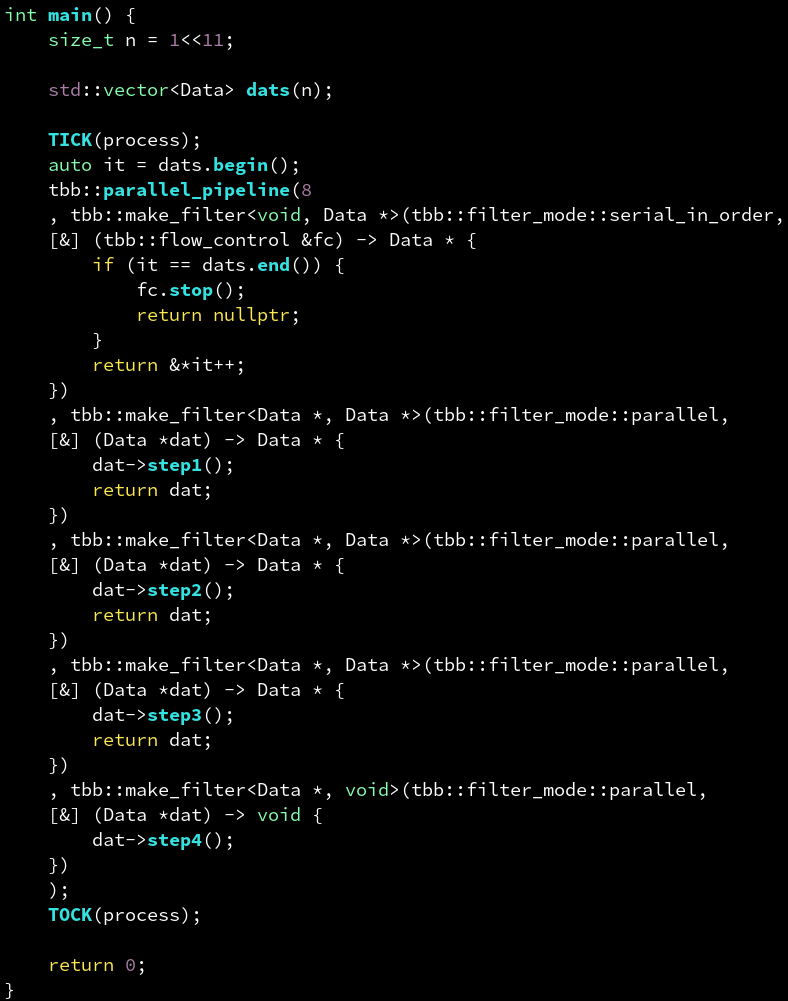 int main() {
    size_t n = 1<<11;

    std::vector<Data> dats(n);

    TICK(process);
    auto it = dats.begin();
    tbb::parallel_pipeline(8
    , tbb::make_filter<void, Data *>(tbb::filter_mode::serial_in_order,
    [&] (tbb::flow_control &fc) -> Data * {
        if (it == dats.end()) {
            fc.stop();
            return nullptr;
        }
        return &*it++;
    })
    , tbb::make_filter<Data *, Data *>(tbb::filter_mode::parallel,
    [&] (Data *dat) -> Data * {
        dat->step1();
        return dat;
    })
    , tbb::make_filter<Data *, Data *>(tbb::filter_mode::parallel,
    [&] (Data *dat) -> Data * {
        dat->step2();
        return dat;
    })
    , tbb::make_filter<Data *, Data *>(tbb::filter_mode::parallel,
    [&] (Data *dat) -> Data * {
        dat->step3();
        return dat;
    })
    , tbb::make_filter<Data *, void>(tbb::filter_mode::parallel,
    [&] (Data *dat) -> void {
        dat->step4();
    })
    );
    TOCK(process);

    return 0;
}